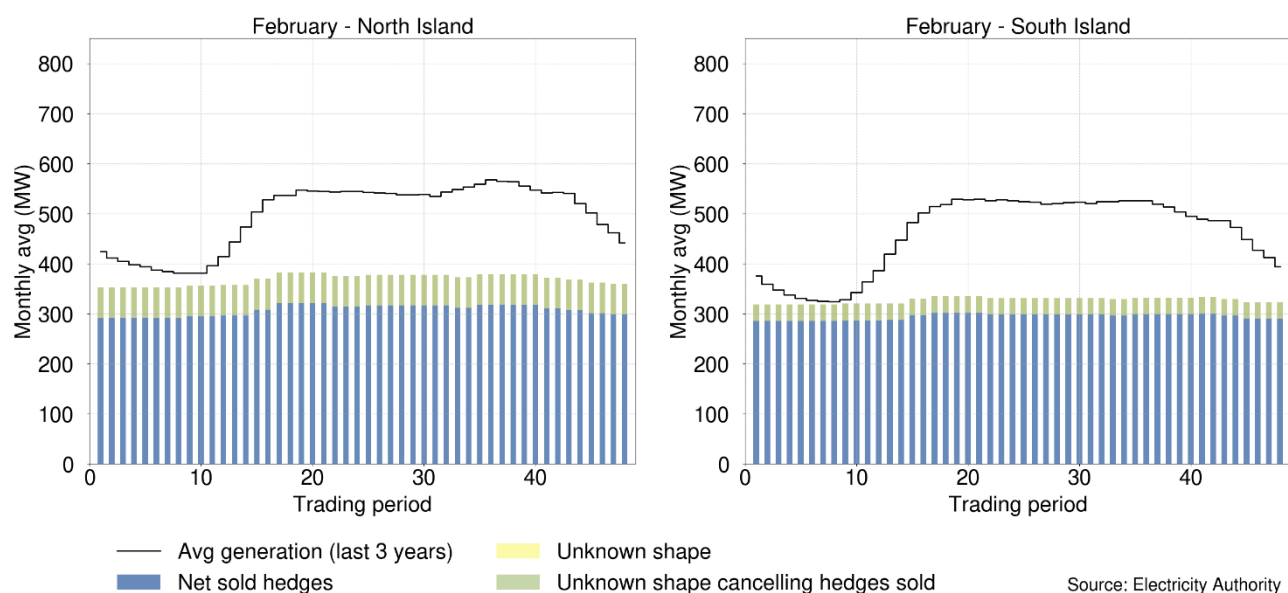 February - North Island
Monthly avg (MW)
800
700
600
500
400
300
200
100
0
0 10 20 30 40
Trading period
February - South Island
Monthly avg (MW)
800
700
600
500
400
300
200
100
0
0 10 20 30 40
Trading period
Avg generation (last 3 years)
Net sold hedges
Unknown shape
Unknown shape cancelling hedges sold
Source: Electricity Authority